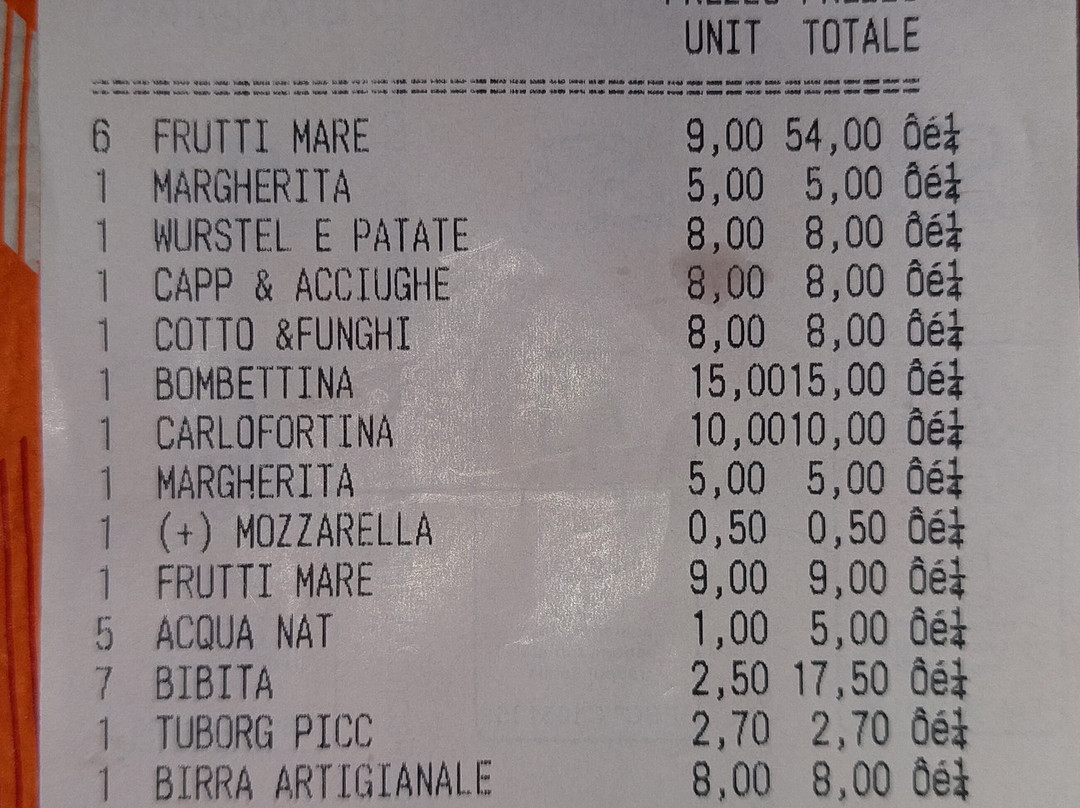 UNIT TOTALE
================================================
6 FRUTTI MARE 9,00 54,00 Ôé¼
1 MARGHERITA 5,00 5,00 Ôé¼
1 WURSTEL E PATATE 8,00 8,00 Ôé¼
1 CAPP & ACCIUGHE 8,00 8,00 Ôé¼
1 COTTO &FUNGHI 8,00 8,00 Ôé¼
1 BOMBETTINA 15,0015,00 Ôé¼
1 CARLOFORTINA 10,0010,00 Ôé¼
1 MARGHERITA 5,00 5,00 Ôé¼
1 (+) MOZZARELLA 0,50 0,50 Ôé¼
1 FRUTTI MARE 9,00 9,00 Ôé¼
5 ACQUA NAT 1,00 5,00 Ôé¼
7 BIBITA 2,50 17,50 Ôé¼
1 TUBORG PICC 2,70 2,70 Ôé¼
1 BIRRA ARTIGIANALE 8,00 8,00 Ôé¼